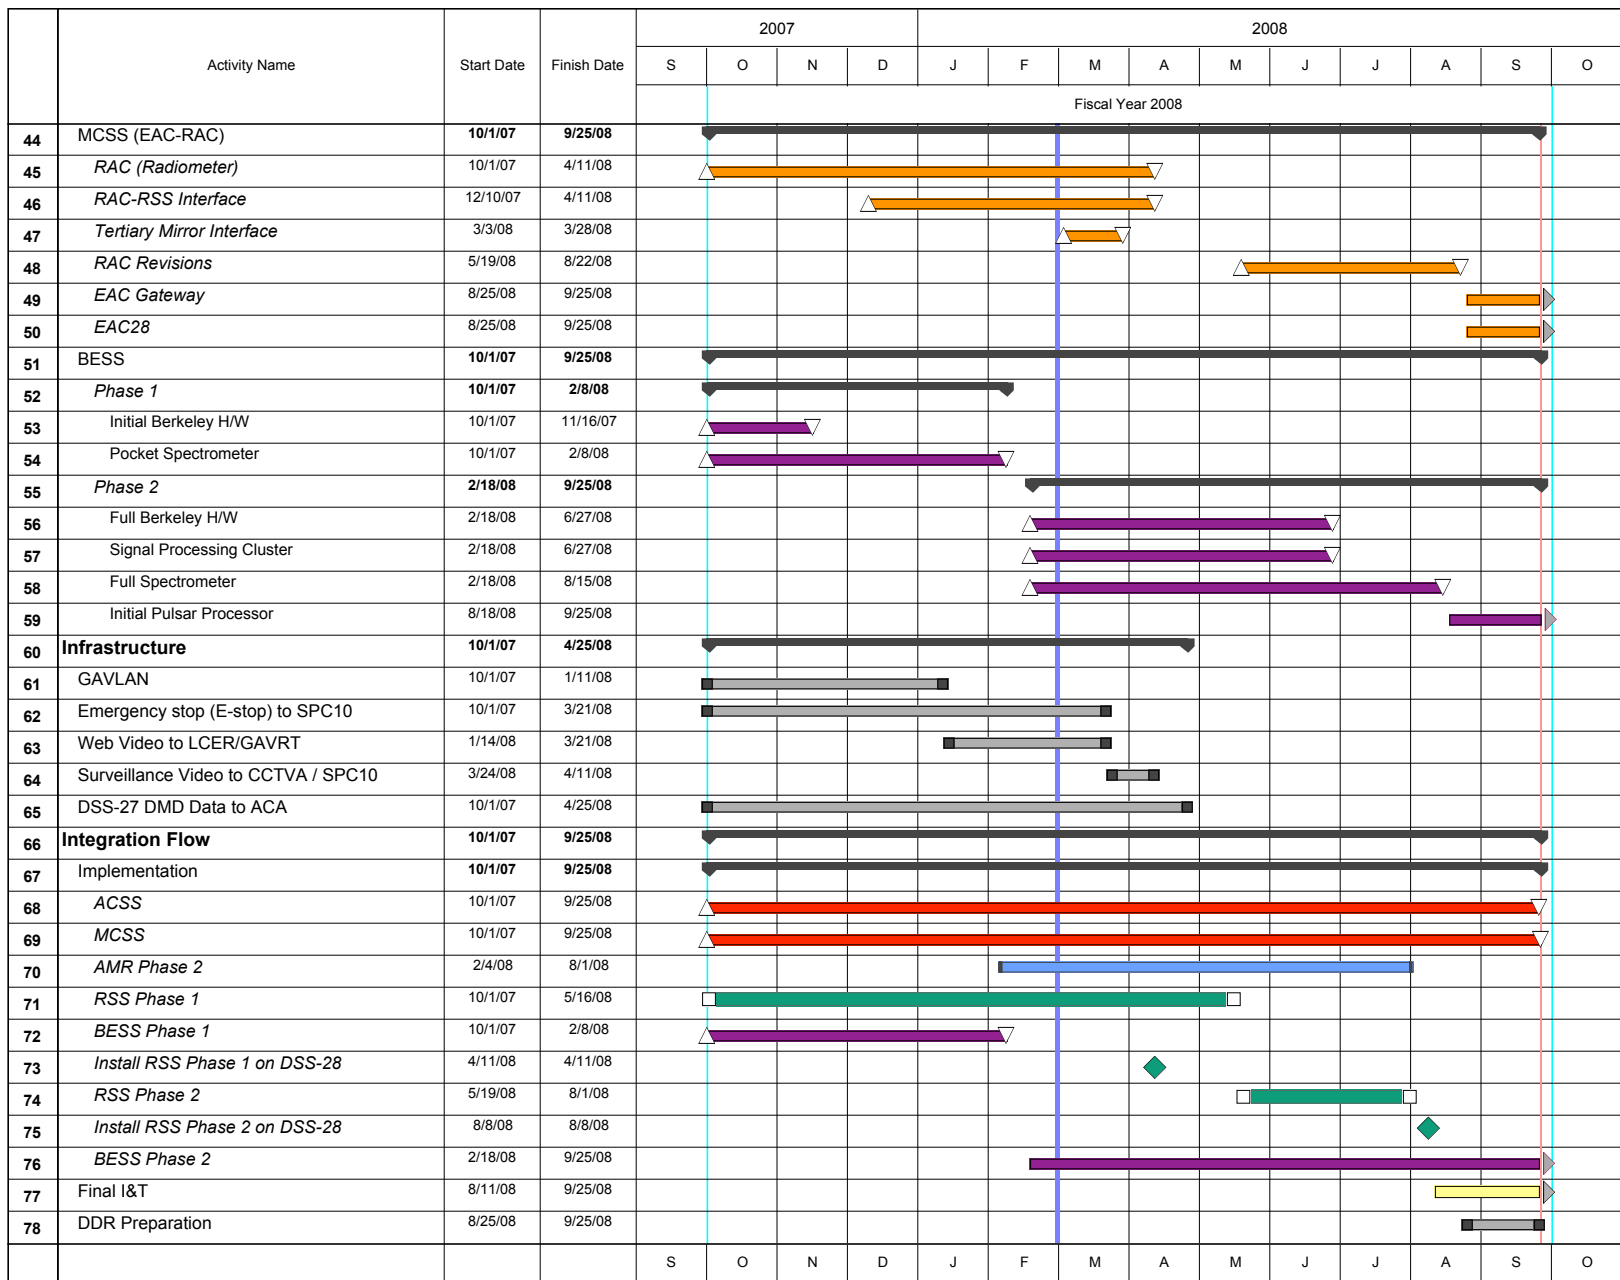 2007 2008
Activity Name Start Date Finish Date S O N D J F M A M J J A S O
Fiscal Year 2008
44 MCSS (EAC-RAC) 10/1/07 9/25/08
45 RAC (Radiometer) 10/1/07 4/11/08
46 RAC-RSS Interface 12/10/07 4/11/08
47 Tertiary Mirror Interface 3/3/08 3/28/08
48 RAC Revisions 5/19/08 8/22/08
49 EAC Gateway 8/25/08 9/25/08
50 EAC28 8/25/08 9/25/08
51 BESS 10/1/07 9/25/08
52 Phase 1 10/1/07 2/8/08
53 Initial Berkeley H/W 10/1/07 11/16/07
54 Pocket Spectrometer 10/1/07 2/8/08
55 Phase 2 2/18/08 9/25/08
56 Full Berkeley H/W 2/18/08 6/27/08
57 Signal Processing Cluster 2/18/08 6/27/08
58 Full Spectrometer 2/18/08 8/15/08
59 Initial Pulsar Processor 8/18/08 9/25/08
60 Infrastructure 10/1/07 4/25/08
61 GAVLAN 10/1/07 1/11/08
62 Emergency stop (E-stop) to SPC10 10/1/07 3/21/08
63 Web Video to LCER/GAVRT 1/14/08 3/21/08
64 Surveillance Video to CCTVA / SPC10 3/24/08 4/11/08
65 DSS-27 DMD Data to ACA 10/1/07 4/25/08
66 Integration Flow 10/1/07 9/25/08
67 Implementation 10/1/07 9/25/08
68 ACSS 10/1/07 9/25/08
69 MCSS 10/1/07 9/25/08
70 AMR Phase 2 2/4/08 8/1/08
71 RSS Phase 1 10/1/07 5/16/08
72 BESS Phase 1 10/1/07 2/8/08
73 Install RSS Phase 1 on DSS-28 4/11/08 4/11/08
74 RSS Phase 2 5/19/08 8/1/08
75 Install RSS Phase 2 on DSS-28 8/8/08 8/8/08
76 BESS Phase 2 2/18/08 9/25/08
77 Final I&T 8/11/08 9/25/08
78 DDR Preparation 8/25/08 9/25/08
S O N D J F M A M J J A S O